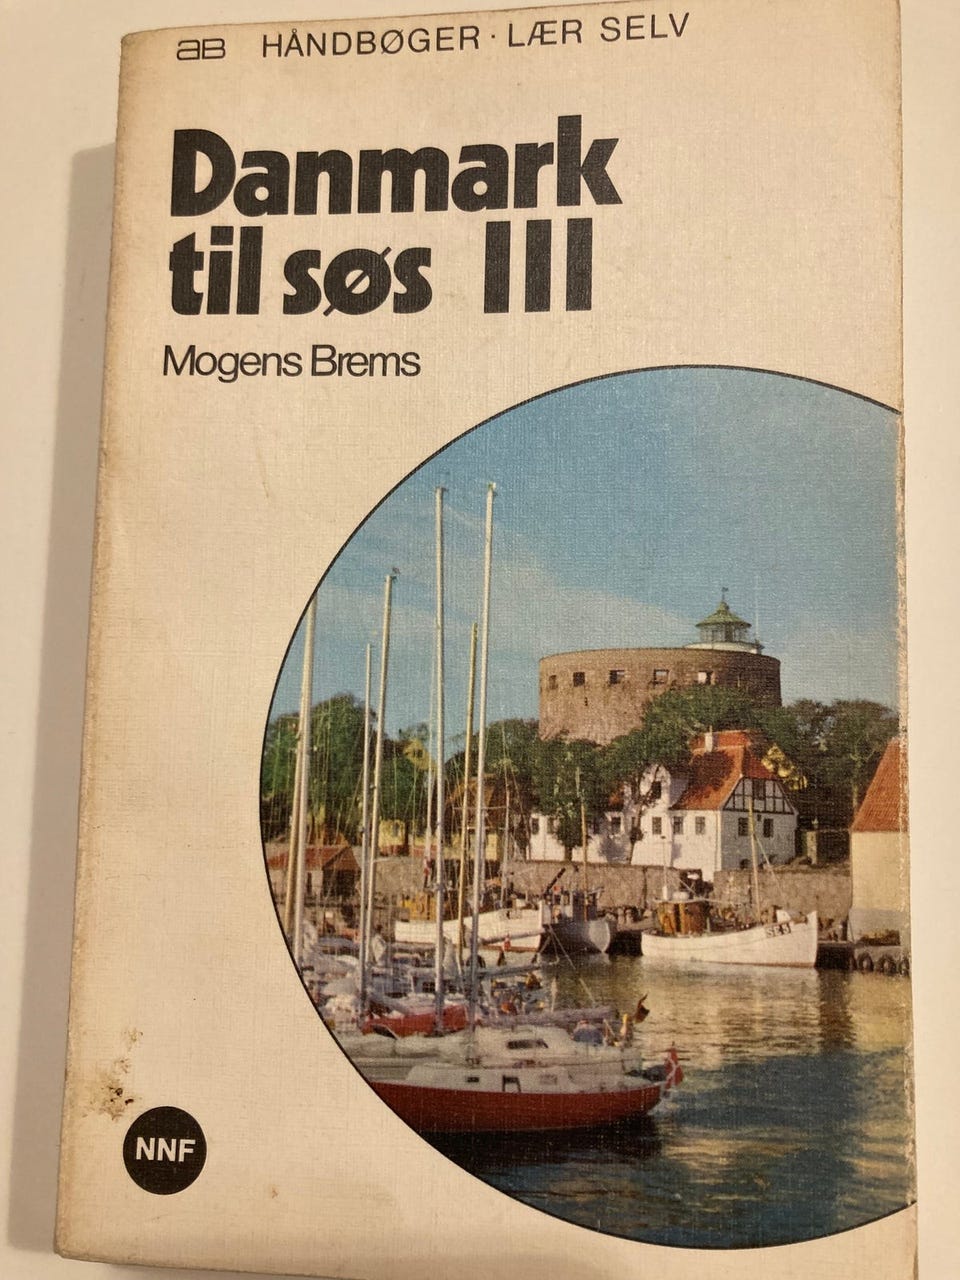 aB HÅNDBØGER · LÆR SELV
Danmark
til søs III
Mogens Brems
NNF